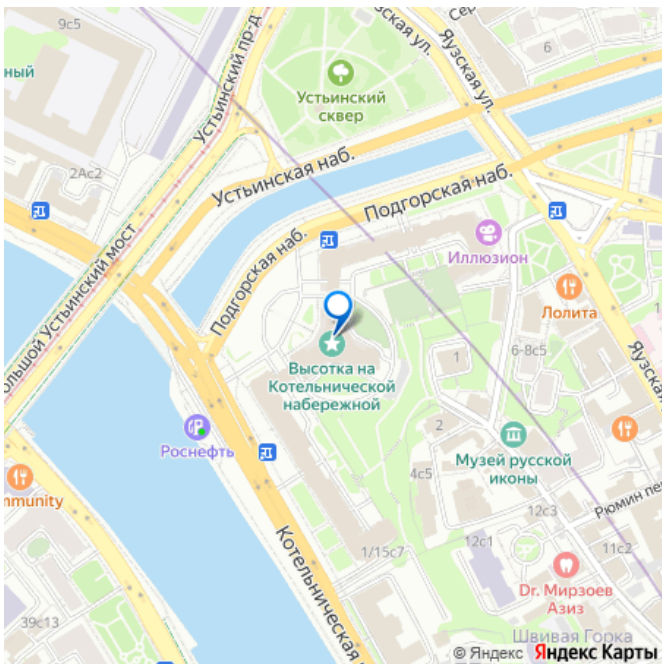 9с5
ный
Устьинский пр-д
Яузская ул.
Яузская ул.
6
Устьинский
сквер
2Ас2
Устьинская наб.
Подгорская наб.
Большой Устьинский мост
Подгорская наб.
Иллюзион
Лолита
Высотка на
Котельнической
набережной
1
6-8с5
Яузская
Роснефть
2
Музей русской
иконы
4с5
mmunity
12с3
Рюмин пе
Котельническая
1/15с7
12с1
11с2
Dr. Мирзоев
Азиз
39с13
Швивая Горка
© Яндекс Яндекс Карты